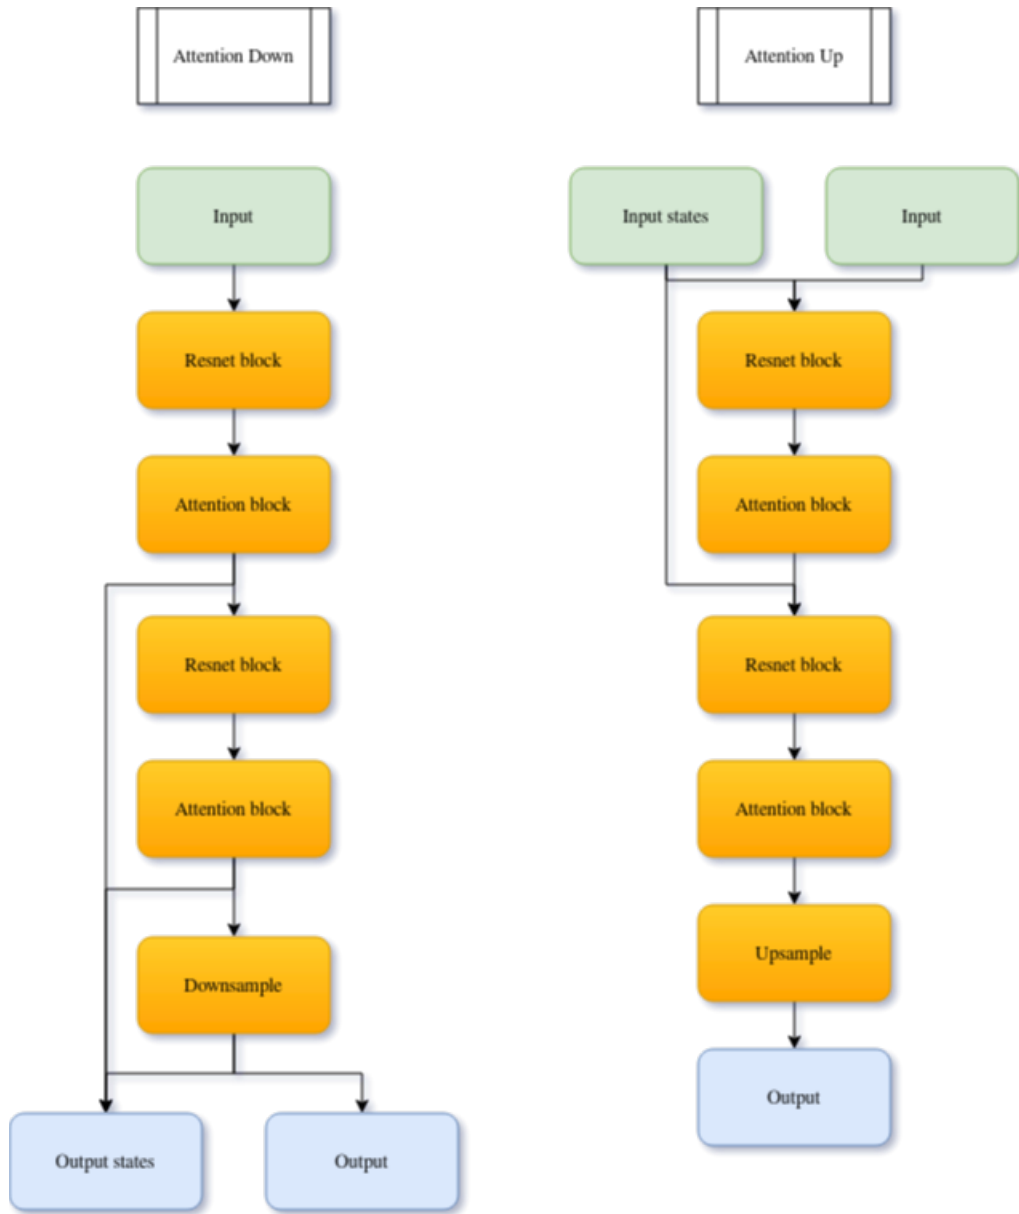 Attention Down
Input
Resnet block
Attention block
Resnet block
Attention block
Downsample
Output states
Output
Attention Up
Input states
Input
Resnet block
Attention block
Resnet block
Attention block
Upsample
Output